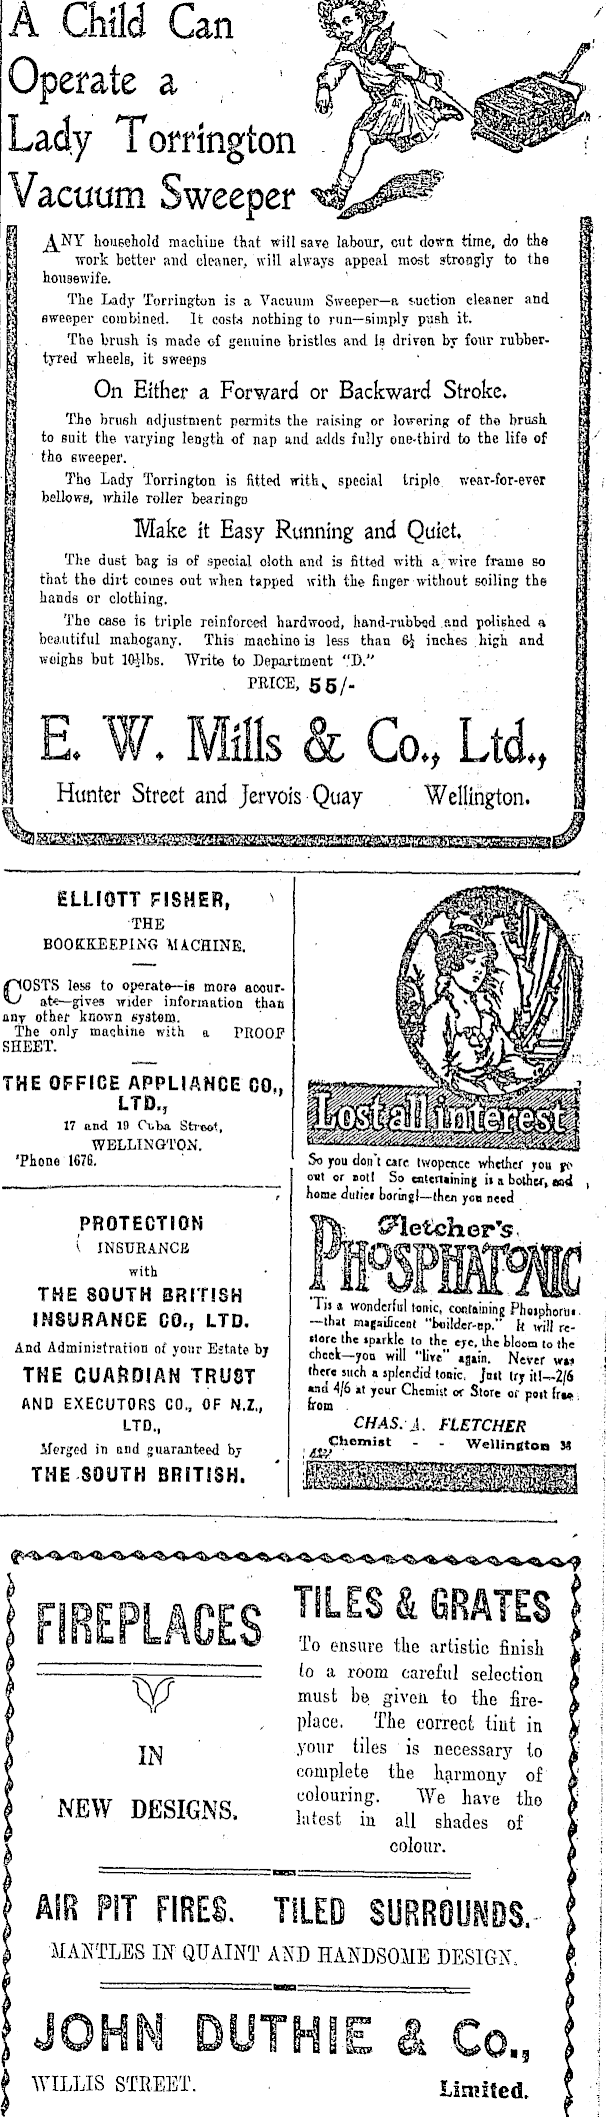 A Child Can
Operate a
Lady Torrington
Vacuum Sweeper
ANY household machine that will save labour, cut down time, do the
work better and cleaner, will always appeal most strongly to the
housewife.
The Lady Torrington is a Vacuum Sweeper—a suction cleaner and
sweeper combined. It costs nothing to run—simply push it.
The brush is made of genuine bristles and is driven by four rubber-
tyred wheels, it sweeps
On Either a Forward or Backward Stroke.
The brush adjustment permits the raising or lowering of the brush
to suit the varying length of nap and adds fully one-third to the life of
the sweeper.
The Lady Torrington is fitted with special triple wear-for-ever
bellows, while roller bearings
Make it Easy Running and Quiet.
The dust bag is of special cloth and is fitted with a wire frame so
that the dirt comes out when tapped with the finger without soiling the
hands or clothing.
The case is triple reinforced hardwood, hand-rubbed and polished a
beautiful mahogany. This machine is less than 6½ inches high and
weighs but 10½lbs. Write to Department "D."
PRICE, 55/-
E. W. Mills & Co., Ltd.,
Hunter Street and Jervois Quay Wellington.
ELLIOTT FISHER,
THE
BOOKKEEPING MACHINE.
COSTS less to operate—is more accur-
ate—gives wider information than
any other known system.
The only machine with a PROOF
SHEET.
THE OFFICE APPLIANCE CO.,
LTD.,
17 and 19 Cuba Street,
WELLINGTON.
'Phone 1676.
PROTECTION
INSURANCE
with
THE SOUTH BRITISH
INSURANCE CO., LTD.
And Administration of your Estate by
THE GUARDIAN TRUST
AND EXECUTORS CO., OF N.Z.,
LTD.,
Merged in and guaranteed by
THE SOUTH BRITISH.
Lost all interest
So you don't care twopence whether you go
out or not! So entertaining is a bother, and
home duties boring!—then you need
Fletcher's
PHOSPHATONIC
'Tis a wonderful tonic, containing Phosphorus
—that magnificent "builder-up." It will re-
store the sparkle to the eye, the bloom to the
cheek—you will "live" again. Never was
there such a splendid tonic. Just try it!—2/6
and 4/6 at your Chemist or Store or post free
from
CHAS. A. FLETCHER
Chemist - - Wellington 38
FIREPLACES
IN
NEW DESIGNS.
TILES & GRATES
To ensure the artistic finish
to a room careful selection
must be given to the fire-
place. The correct tint in
your tiles is necessary to
complete the harmony of
colouring. We have the
latest in all shades of
colour.
AIR PIT FIRES. TILED SURROUNDS.
MANTLES IN QUAINT AND HANDSOME DESIGN.
JOHN DUTHIE & Co.,
WILLIS STREET. Limited.